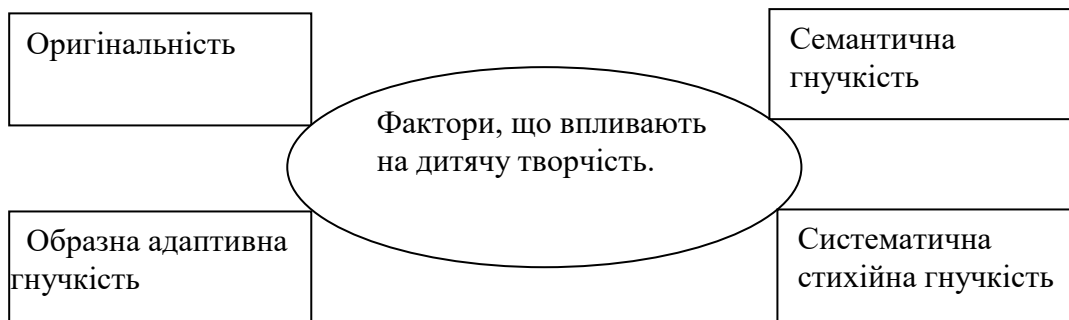 Оригінальність
Семантична
гнучкість
Фактори, що впливають
на дитячу творчість.
Образна адаптивна
гнучкість
Систематична
стихійна гнучкість